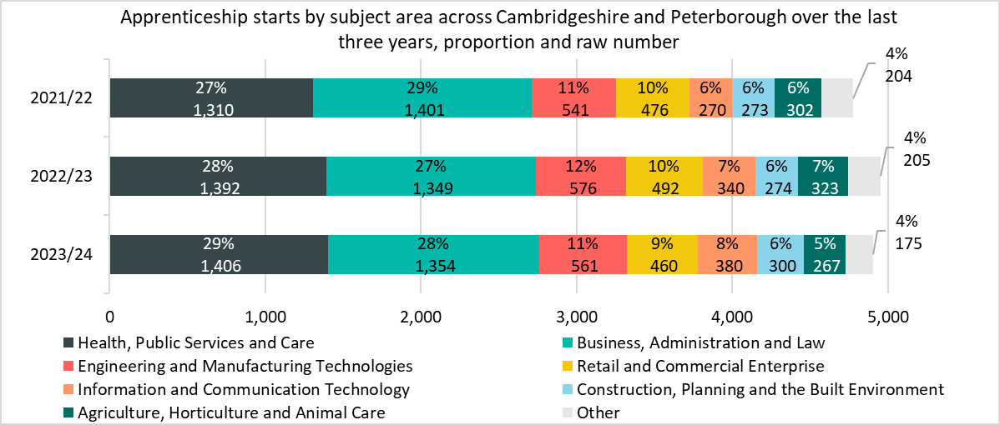 Apprenticeship starts by subject area across Cambridgeshire and Peterborough over the last
three years, proportion and raw number
2021/22
27% 29% 11% 10% 6% 6% 6% 4%
1,310 1,401 541 476 270 273 302 204
2022/23
28% 27% 12% 10% 7% 6% 7% 4%
1,392 1,349 576 492 340 274 323 205
2023/24
29% 28% 11% 9% 8% 6% 5% 4%
1,406 1,354 561 460 380 300 267 175
0 1,000 2,000 3,000 4,000 5,000
Health, Public Services and Care
Business, Administration and Law
Engineering and Manufacturing Technologies
Retail and Commercial Enterprise
Information and Communication Technology
Construction, Planning and the Built Environment
Agriculture, Horticulture and Animal Care
Other